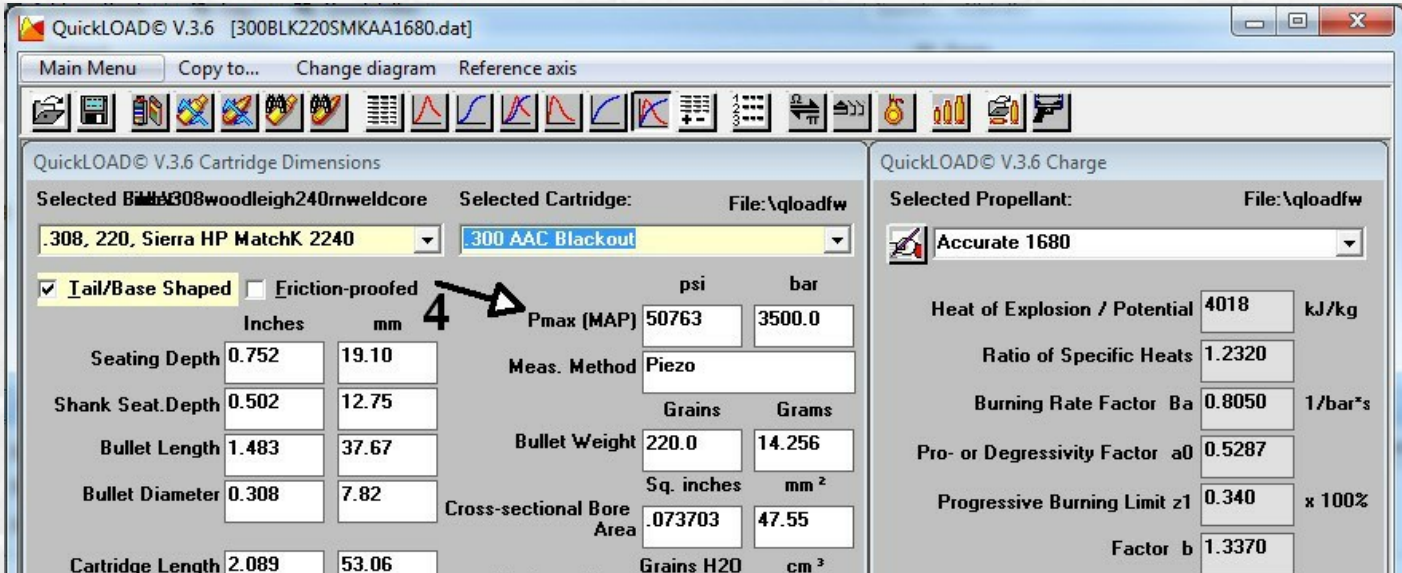 QuickLOAD© V.3.6 [300BLK220SMKAA1680.dat]
Main Menu Copy to... Change diagram Reference axis
QuickLOAD© V.3.6 Cartridge Dimensions
Selected \308woodleigh240rnweldcore Selected Cartridge: File:\qloadfw
.308, 220, Sierra HP MatchK 2240 .300 AAC Blackout
Tail/Base Shaped Friction-proofed 4
psi bar
Pmax (MAP) 50763 3500.0
Inches mm
Seating Depth 0.752 19.10
Meas. Method Piezo
Shank Seat.Depth 0.502 12.75
Grains Grams
Bullet Length 1.483 37.67
Bullet Weight 220.0 14.256
Sq. inches mm²
Bullet Diameter 0.308 7.82
Cross-sectional Bore
Area .073703 47.55
Cartridge Length 2.089 53.06
Grains H2O cm³
QuickLOAD© V.3.6 Charge
Selected Propellant: File:\qloadfw
Accurate 1680
Heat of Explosion / Potential 4018 kJ/kg
Ratio of Specific Heats 1.2320
Burning Rate Factor Ba 0.8050 1/bar*s
Pro- or Degressivity Factor a0 0.5287
Progressive Burning Limit z1 0.340 x 100%
Factor b 1.3370